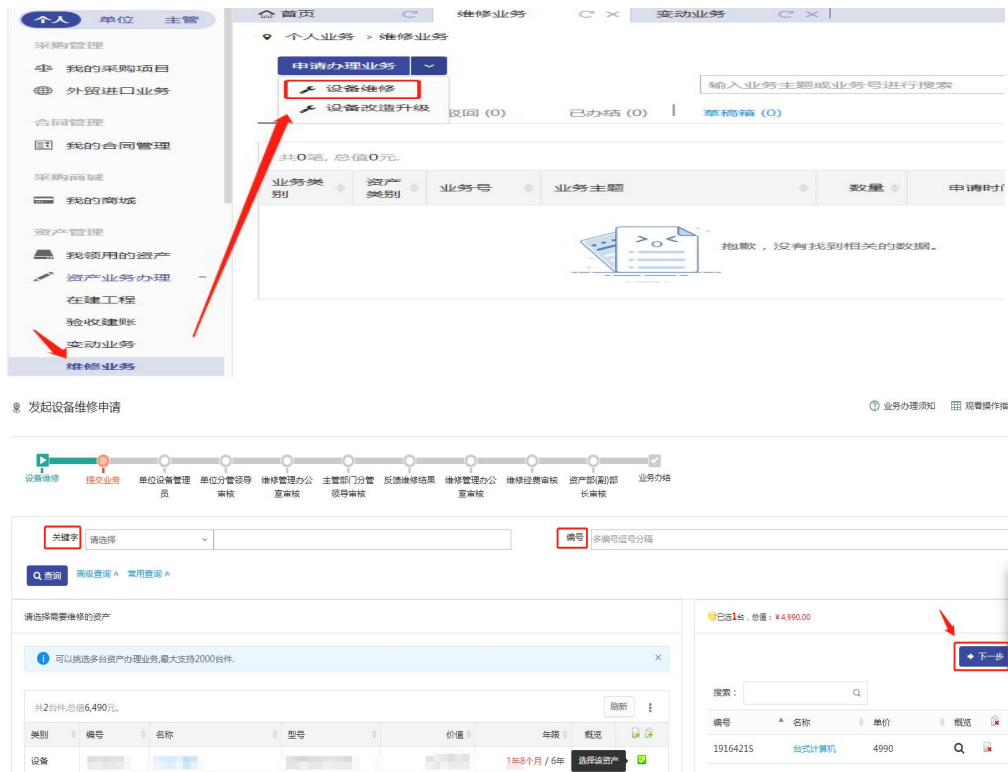 个人 单位 主管
首页 维修业务 变动业务
采购管理
我的采购项目
外贸进口业务
合同管理
我的合同管理
采购商城
我的商城
资产管理
我领用的资产
资产业务办理 -
在建工程
验收建账
变动业务
维修业务
个人业务 > 维修业务
申请办理业务
设备维修
设备改造升级
输入业务主题或业务号进行搜索
驳回 (0) 已办结 (0) 草稿箱 (0)
共0笔, 总值0元.
业务类别 资产类别 业务号 业务主题 数量 申请时
抱歉，没有找到相关的数据。
发起设备维修申请
业务办理须知 观看操作指
设备维修 提交业务 单位设备管理员 单位分管领导审核 维修管理办公室审核 主管部门分管领导审核 反馈维修结果 维修管理办公室审核 维修经费审核 资产部(副)部长审核 业务办结
关键字 请选择 编号 多编号逗号分隔
查询 高级查询 常用查询
请选择需要维修的资产
已选1台, 总值：¥4,990.00
可以挑选多台资产办理业务,最大支持2000台件. ×
下一步
共2台件,总值6,490元。 刷新
搜索：
类别 编号 名称 型号 价值 年限 概览
编号 名称 单价 概览
设备 1年8个月 / 6年 选择该资产
1916421S 台式计算机 4990